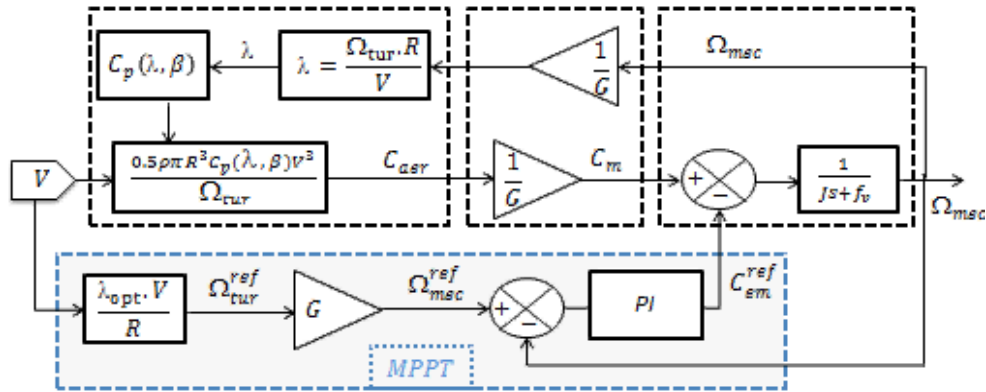 C_p(λ, β)
λ
λ = Ω_tur.R / V
1/G
Ω_msc
V
0.5ρπR^3C_p(λ, β)V^3 / Ω_tur
C_aer
1/G
C_m
+
−
1 / Js+f_v
Ω_msc
λ_opt.V / R
Ω_tur^ref
G
Ω_msc^ref
+
−
PI
C_em^ref
MPPT